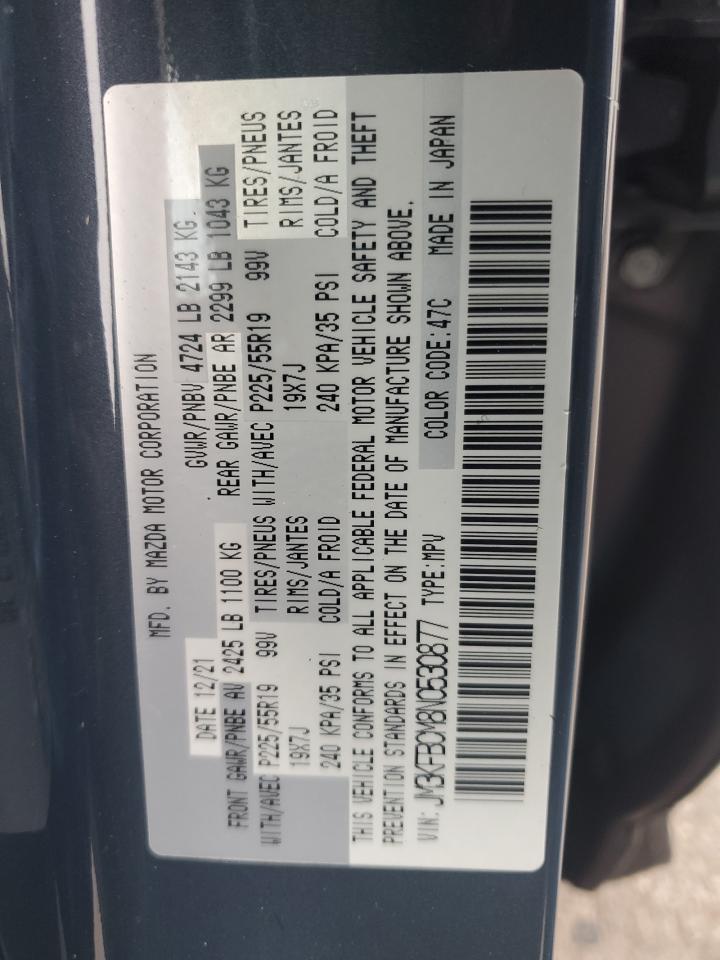 MFD. BY MAZDA MOTOR CORPORATION
DATE 12/21 GVWR/PNBV 4724 LB 2143 KG
FRONT GAWR/PNBE AV 2425 LB 1100 KG REAR GAWR/PNBE AR 2299 LB 1043 KG
WITH/AVEC P225/55R19 99V TIRES/PNEUS WITH/AVEC P225/55R19 99V TIRES/PNEUS
19X7J RIMS/JANTES 19X7J RIMS/JANTES
240 KPA/35 PSI COLD/A FROID 240 KPA/35 PSI COLD/A FROID
THIS VEHICLE CONFORMS TO ALL APPLICABLE FEDERAL MOTOR VEHICLE SAFETY AND THEFT
PREVENTION STANDARDS IN EFFECT ON THE DATE OF MANUFACTURE SHOWN ABOVE.
VIN: JM3KFBCM8N0530877 TYPE:MPV COLOR CODE:47C MADE IN JAPAN